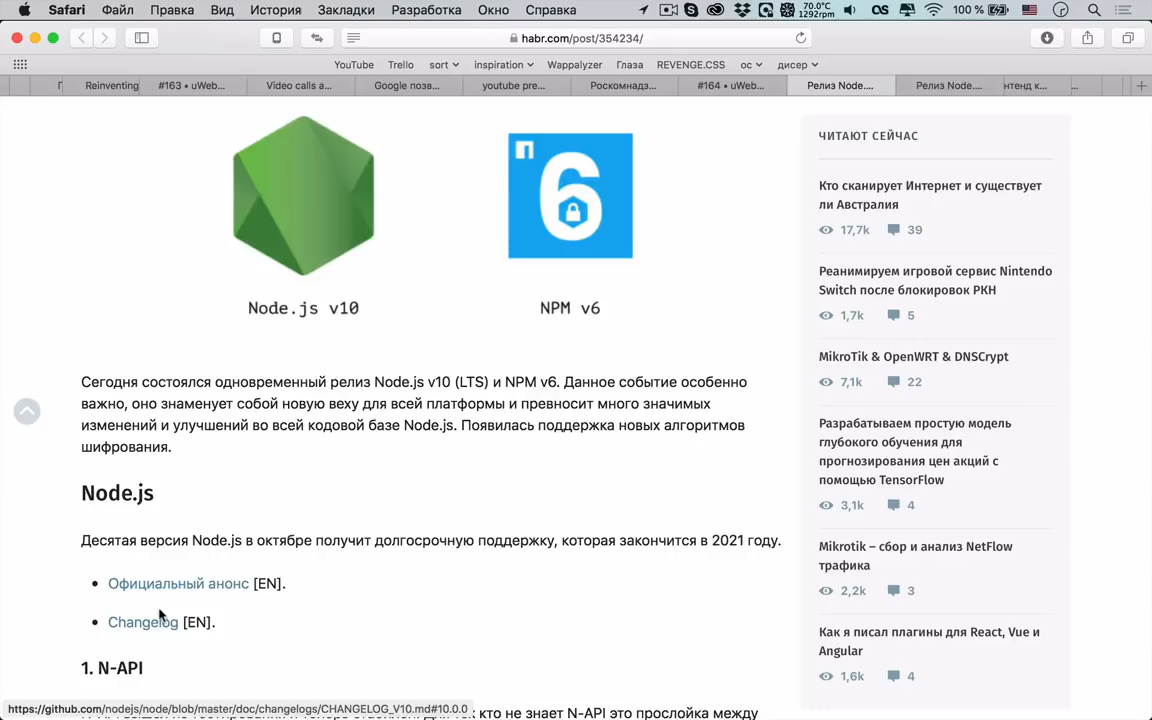 Safari Файл Правка Вид История Закладки Разработка Окно Справка
70.0°C
1292rpm
100 %
habr.com/post/354234/
YouTube Trello sort inspiration Wappalyzer Глаза REVENGE.CSS ос дисер
Reinventing #163 • uWeb... Video calls a... Google позв... youtube pre... Роскомнадз... #164 • uWeb... Релиз Node.... Релиз Node.... нтенд к... ...
Node.js v10
П
6
NPM v6
Сегодня состоялся одновременный релиз Node.js v10 (LTS) и NPM v6. Данное событие особенно
важно, оно знаменует собой новую веху для всей платформы и превносит много значимых
изменений и улучшений во всей кодовой базе Node.js. Появилась поддержка новых алгоритмов
шифрования.
Node.js
Десятая версия Node.js в октябре получит долгосрочную поддержку, которая закончится в 2021 году.
• Официальный анонс [EN].
• Changelog [EN].
1. N-API
кто не знает N-API это прослойка между
https://github.com/nodejs/node/blob/master/doc/changelogs/CHANGELOG_V10.md#10.0.0
ЧИТАЮТ СЕЙЧАС
Кто сканирует Интернет и существует
ли Австралия
17,7k 39
Реанимируем игровой сервис Nintendo
Switch после блокировок РКН
1,7k 5
MikroTik & OpenWRT & DNSCrypt
7,1k 22
Разрабатываем простую модель
глубокого обучения для
прогнозирования цен акций с
помощью TensorFlow
3,1k 4
Mikrotik – сбор и анализ NetFlow
трафика
2,2k 3
Как я писал плагины для React, Vue и
Angular
1,6k 4